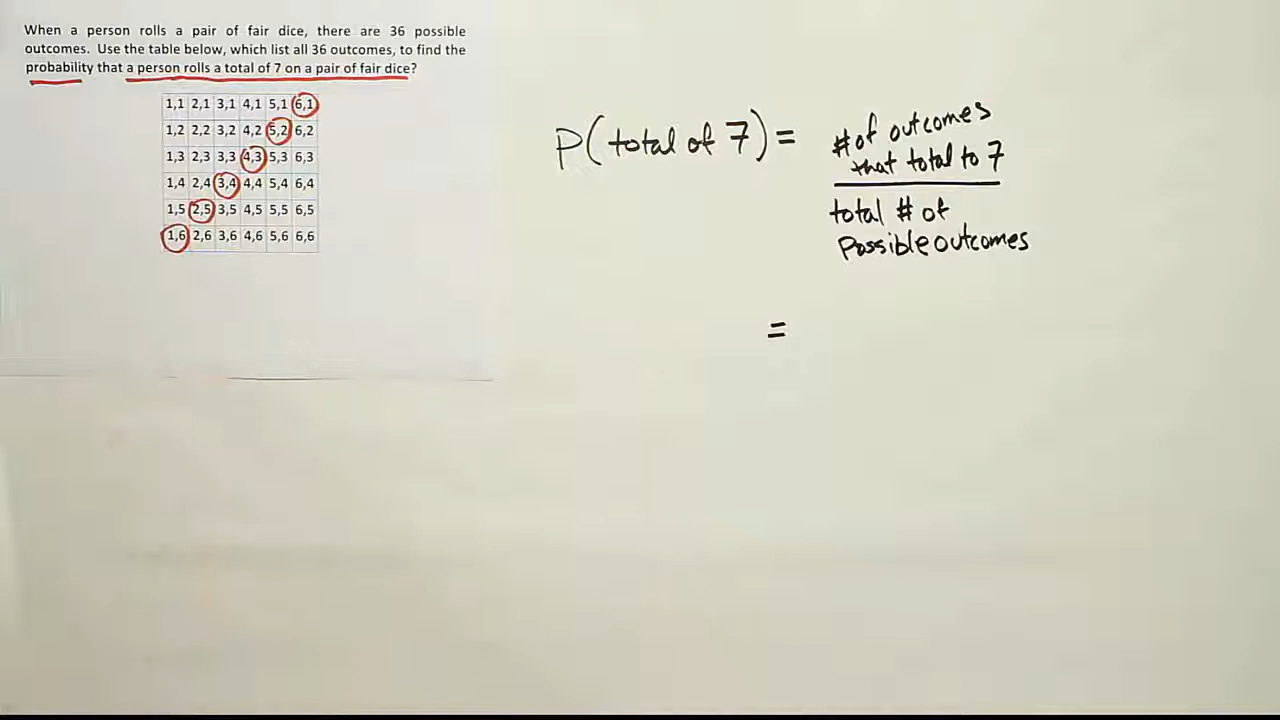 When a person rolls a pair of fair dice, there are 36 possible
outcomes. Use the table below, which list all 36 outcomes, to find the
probability that a person rolls a total of 7 on a pair of fair dice?
1,1 2,1 3,1 4,1 5,1 6,1
1,2 2,2 3,2 4,2 5,2 6,2
1,3 2,3 3,3 4,3 5,3 6,3
1,4 2,4 3,4 4,4 5,4 6,4
1,5 2,5 3,5 4,5 5,5 6,5
1,6 2,6 3,6 4,6 5,6 6,6
P(total of 7) =
# of outcomes
that total to 7
total # of
possible outcomes
=